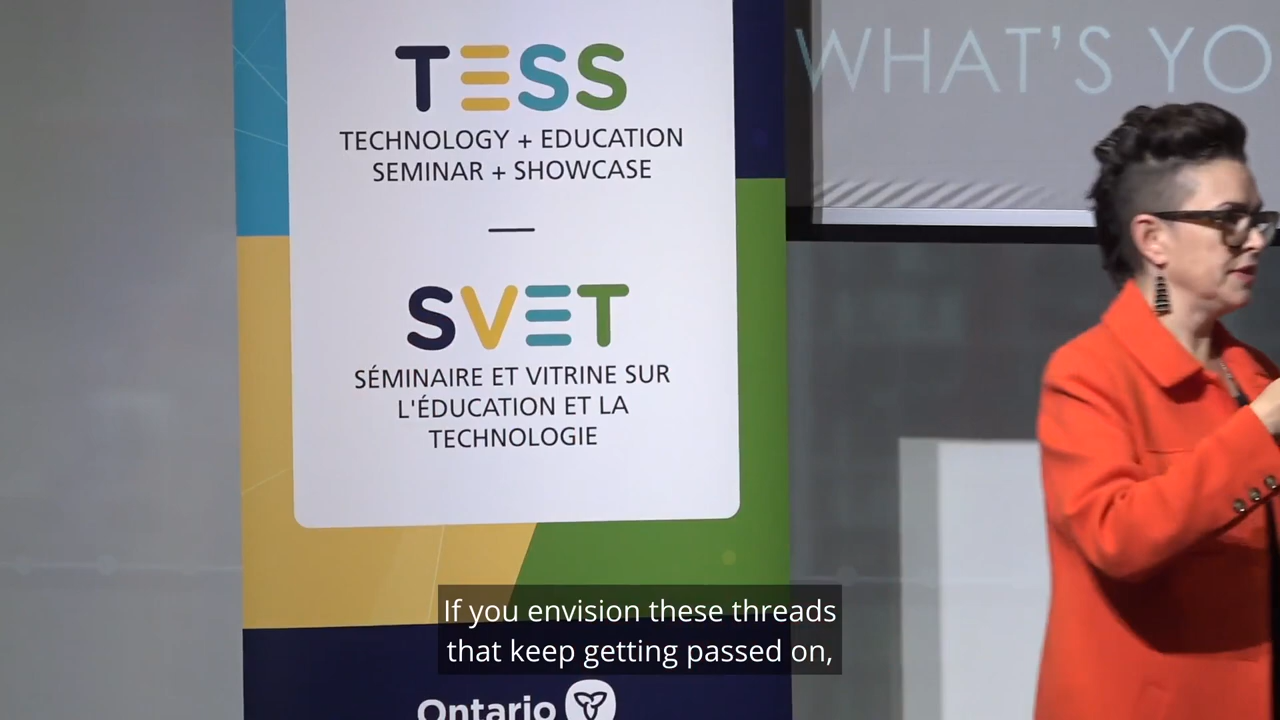 TESS
TECHNOLOGY + EDUCATION
SEMINAR + SHOWCASE
SVET
SÉMINAIRE ET VITRINE SUR
L'ÉDUCATION ET LA
TECHNOLOGIE
Ontario
WHAT'S YO
If you envision these threads
that keep getting passed on,